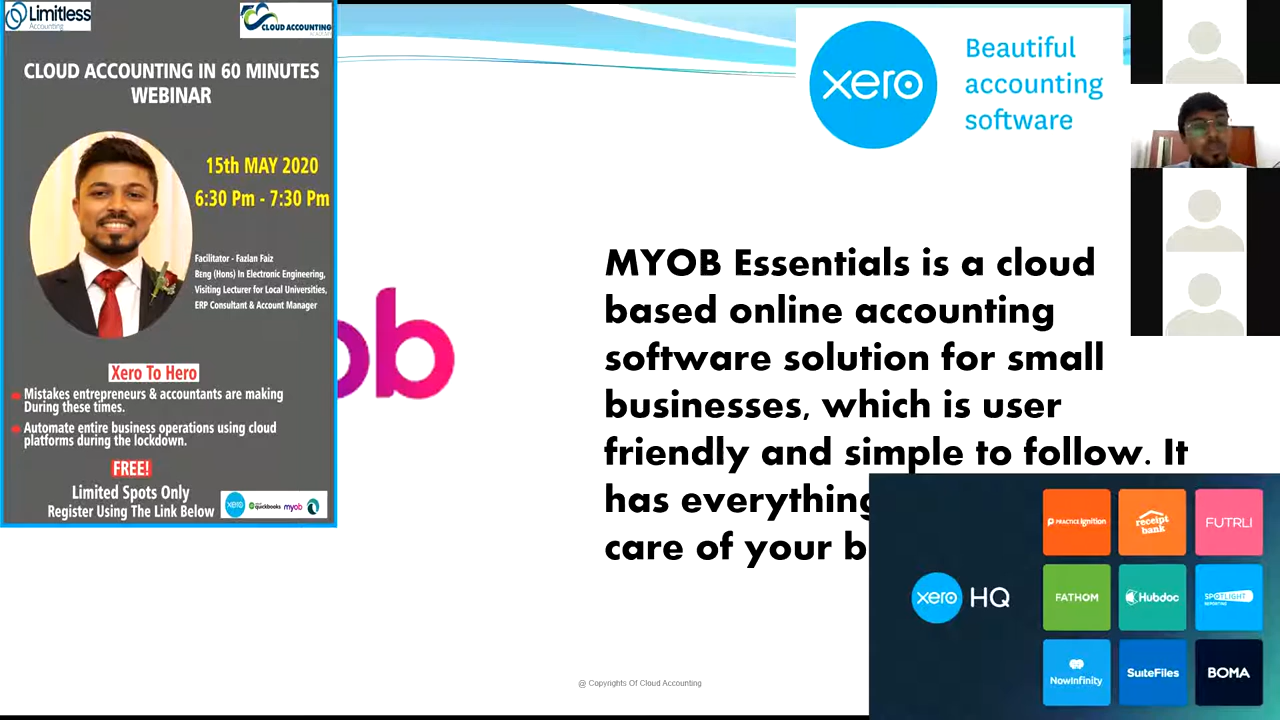 Limitless
Accounting
CLOUD ACCOUNTING
ACADEMY
CLOUD ACCOUNTING IN 60 MINUTES
WEBINAR
15th MAY 2020
6:30 Pm - 7:30 Pm
Facilitator - Fazlan Faiz
Beng (Hons) In Electronic Engineering,
Visiting Lecturer for Local Universities,
ERP Consultant & Account Manager
Xero To Hero
Mistakes entrepreneurs & accountants are making
During these times.
Automate entire business operations using cloud
platforms during the lockdown.
FREE!
Limited Spots Only
Register Using The Link Below
xero
quickbooks
myob
ob
xero
Beautiful
accounting
software
MYOB Essentials is a cloud
based online accounting
software solution for small
businesses, which is user
friendly and simple to follow. It
has everything
care of your b
@ Copyrights Of Cloud Accounting
xero HQ
PRACTICE ignition
receipt
bank
FUTRLI
FATHOM
Hubdoc
SPOTLIGHT
REPORTING
NowInfinity
SuiteFiles
BOMA